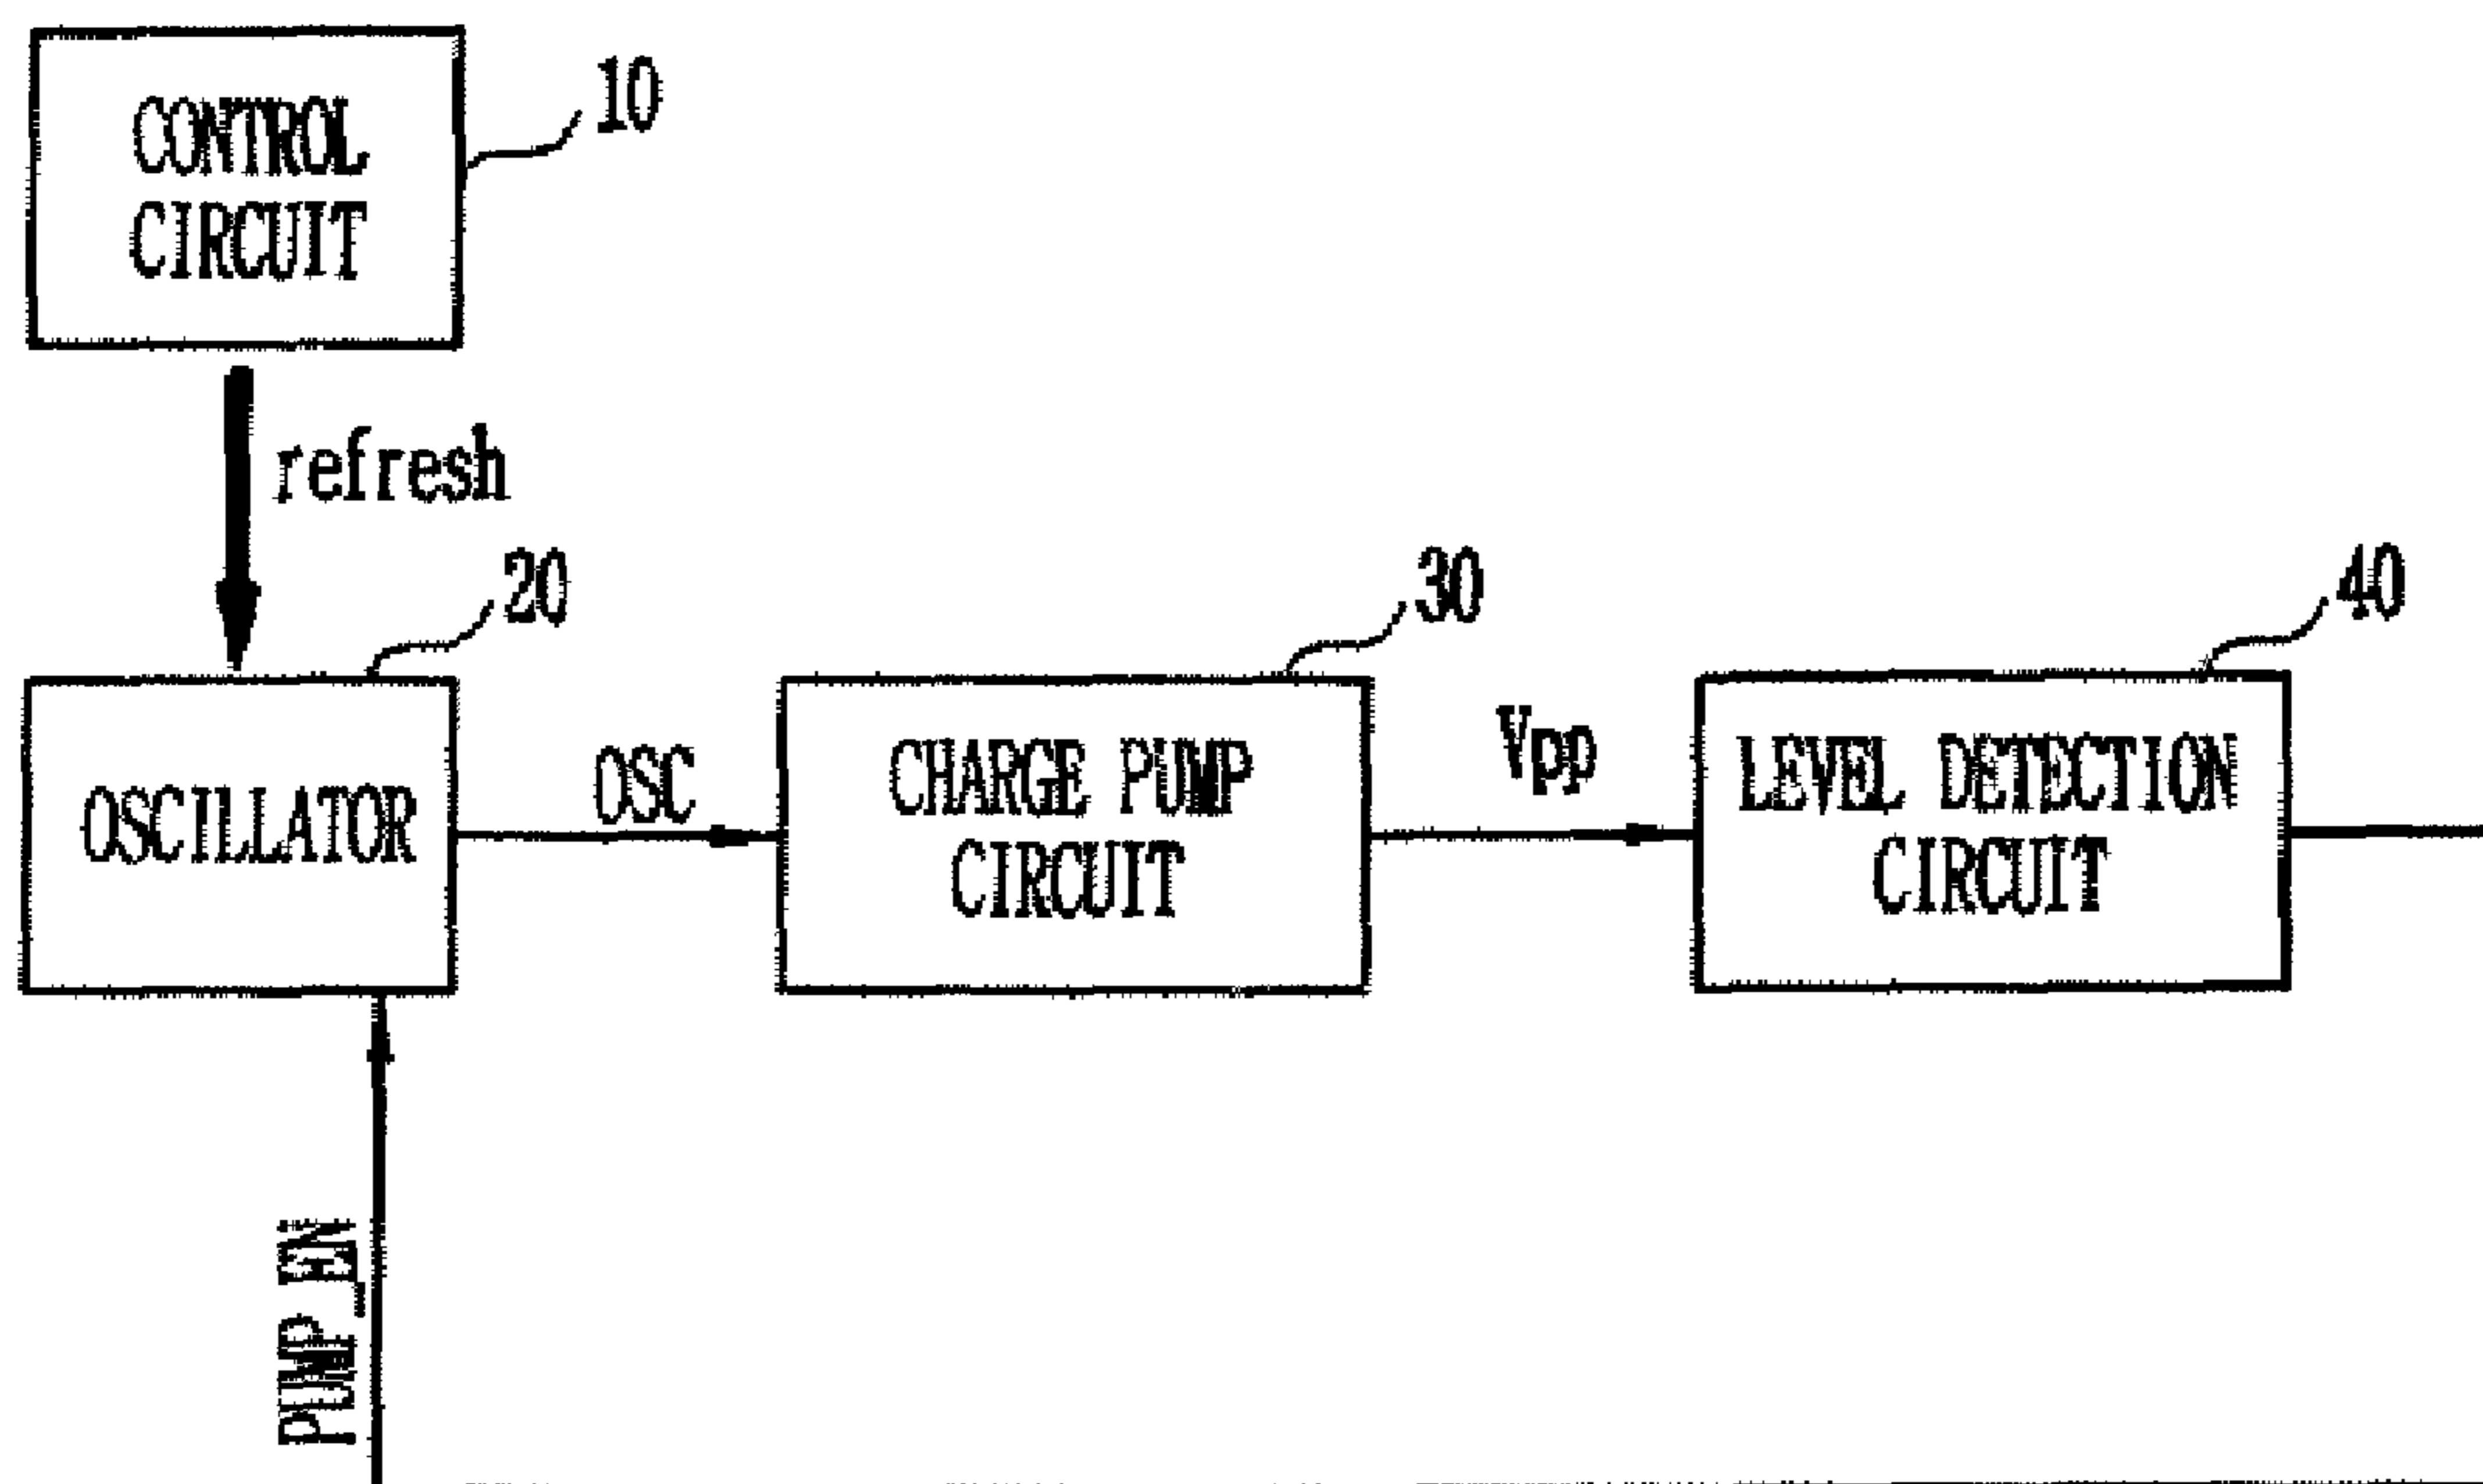 CONTROL
CIRCUIT
10
refresh
20
30
40
OSCILLATOR
OSC
CHARGE PUMP
CIRCUIT
Vpp
LEVEL DETECTION
CIRCUIT
PUMP_EN